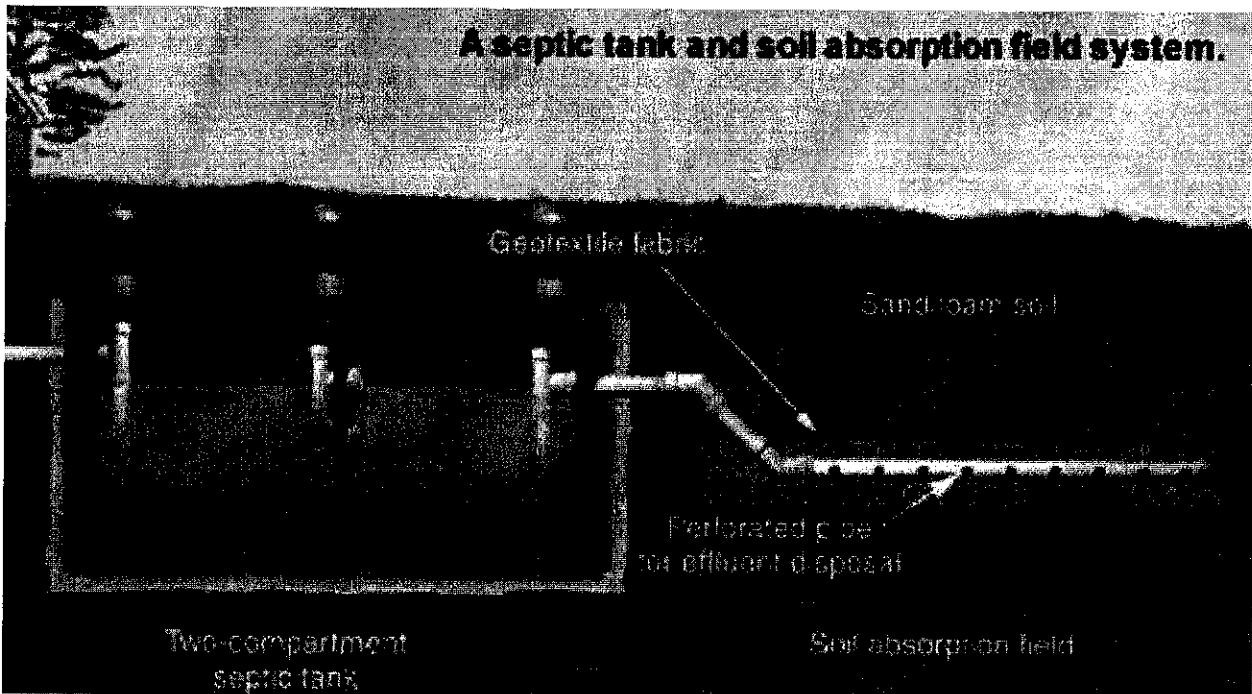 A septic tank and soil absorption field system.
Geotextile fabric
Sandy loam soil
Perforated pipe
for effluent disposal
Two-compartment
septic tank
Soil absorption field